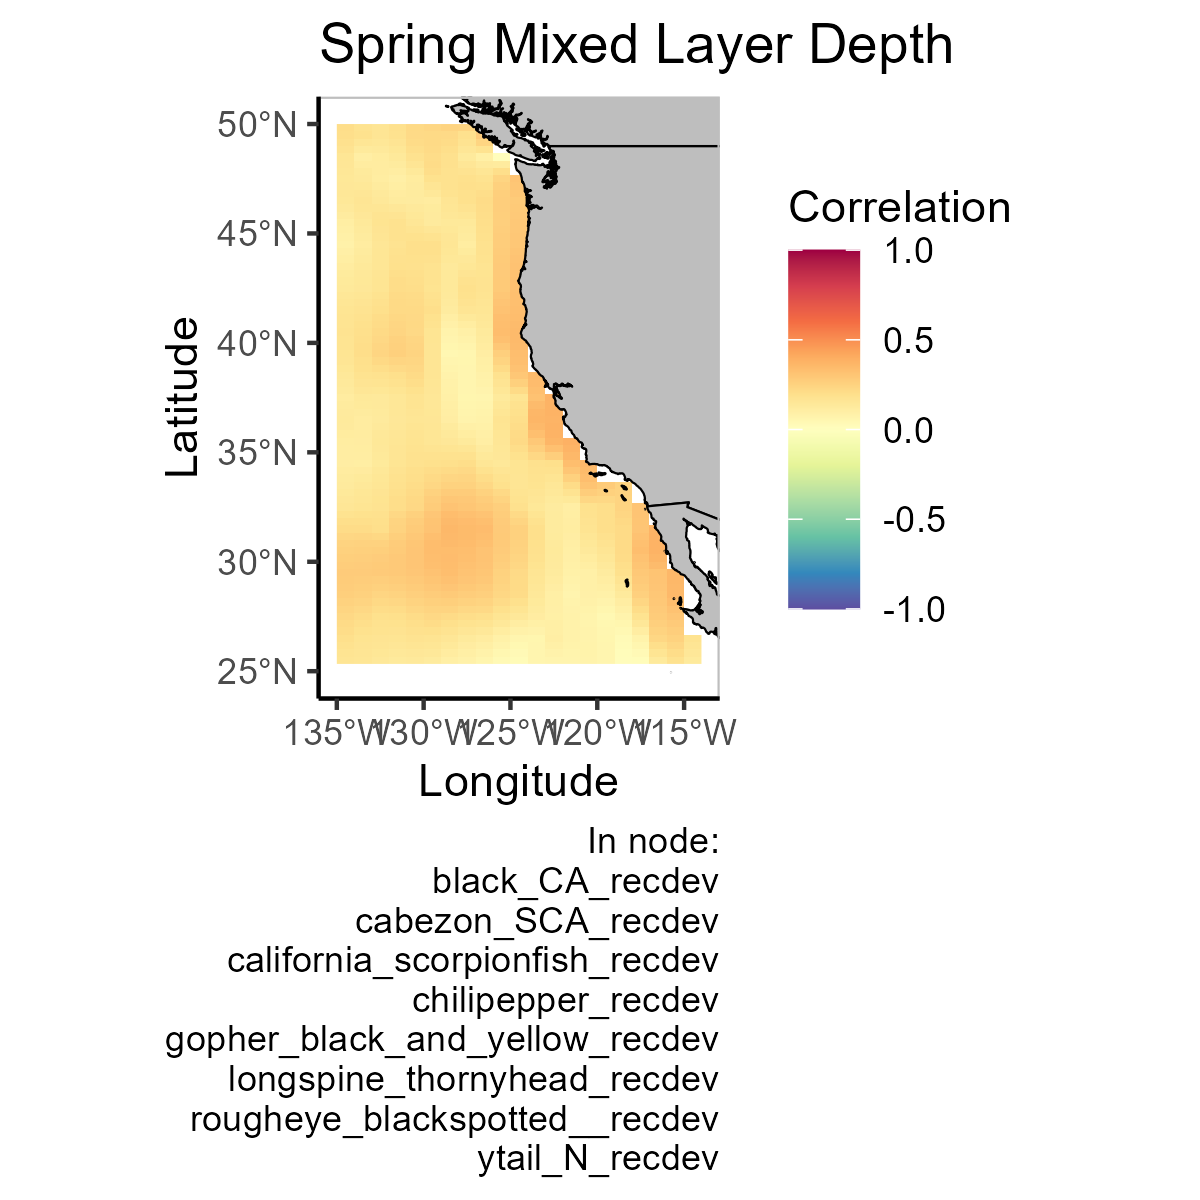 Spring Mixed Layer Depth
50°N
45°N
40°N
35°N
30°N
25°N
Latitude
135°W 130°W 125°W 120°W 115°W
Longitude
Correlation
1.0
0.5
0.0
-0.5
-1.0
In node:
black_CA_recdev
cabezon_SCA_recdev
california_scorpionfish_recdev
chilipepper_recdev
gopher_black_and_yellow_recdev
longspine_thornyhead_recdev
rougheye_blackspotted__recdev
ytail_N_recdev